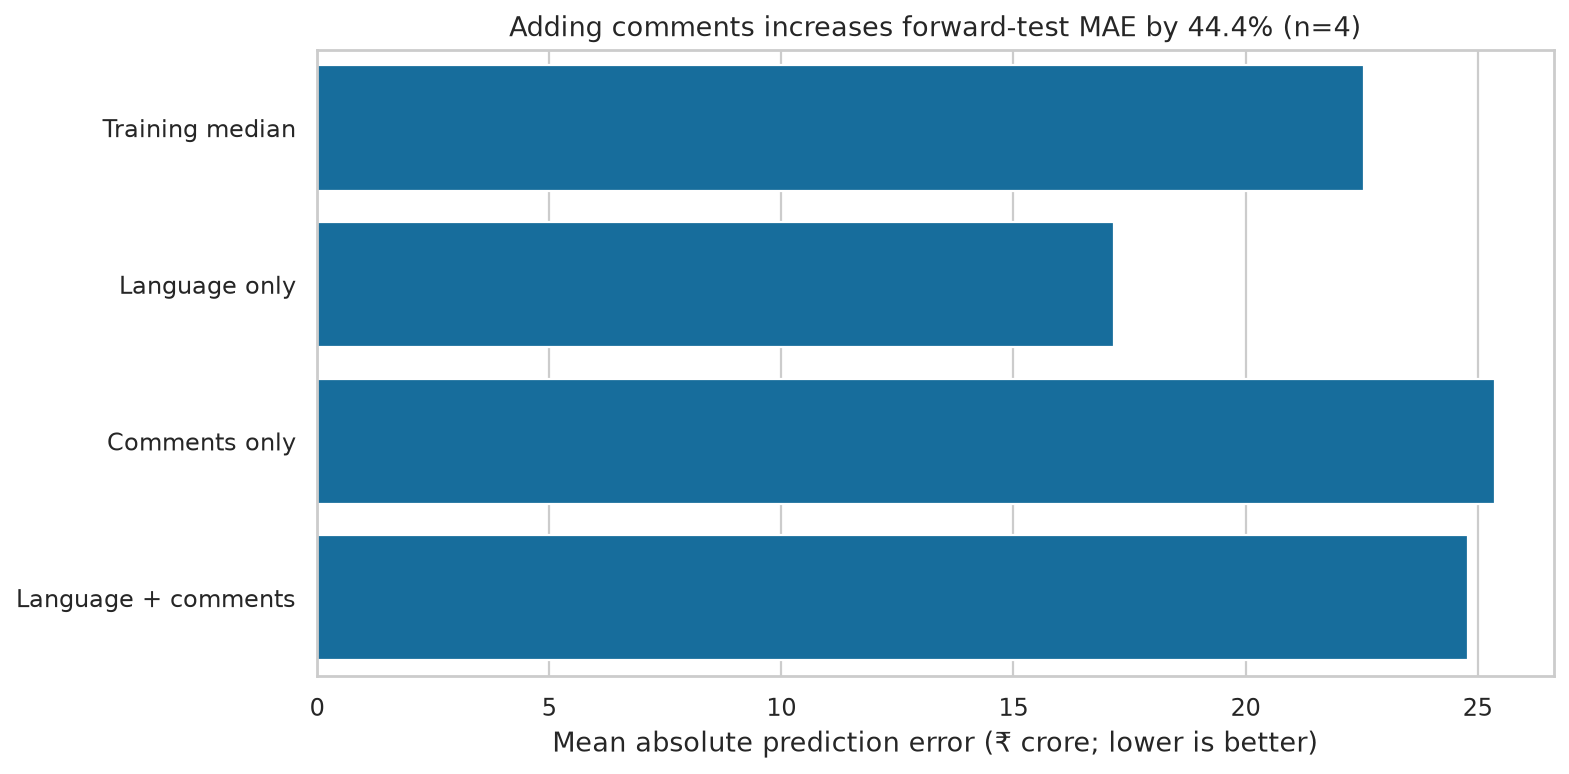 Adding comments increases forward-test MAE by 44.4% (n=4)
Training median
Language only
Comments only
Language + comments
0 5 10 15 20 25
Mean absolute prediction error (₹ crore; lower is better)